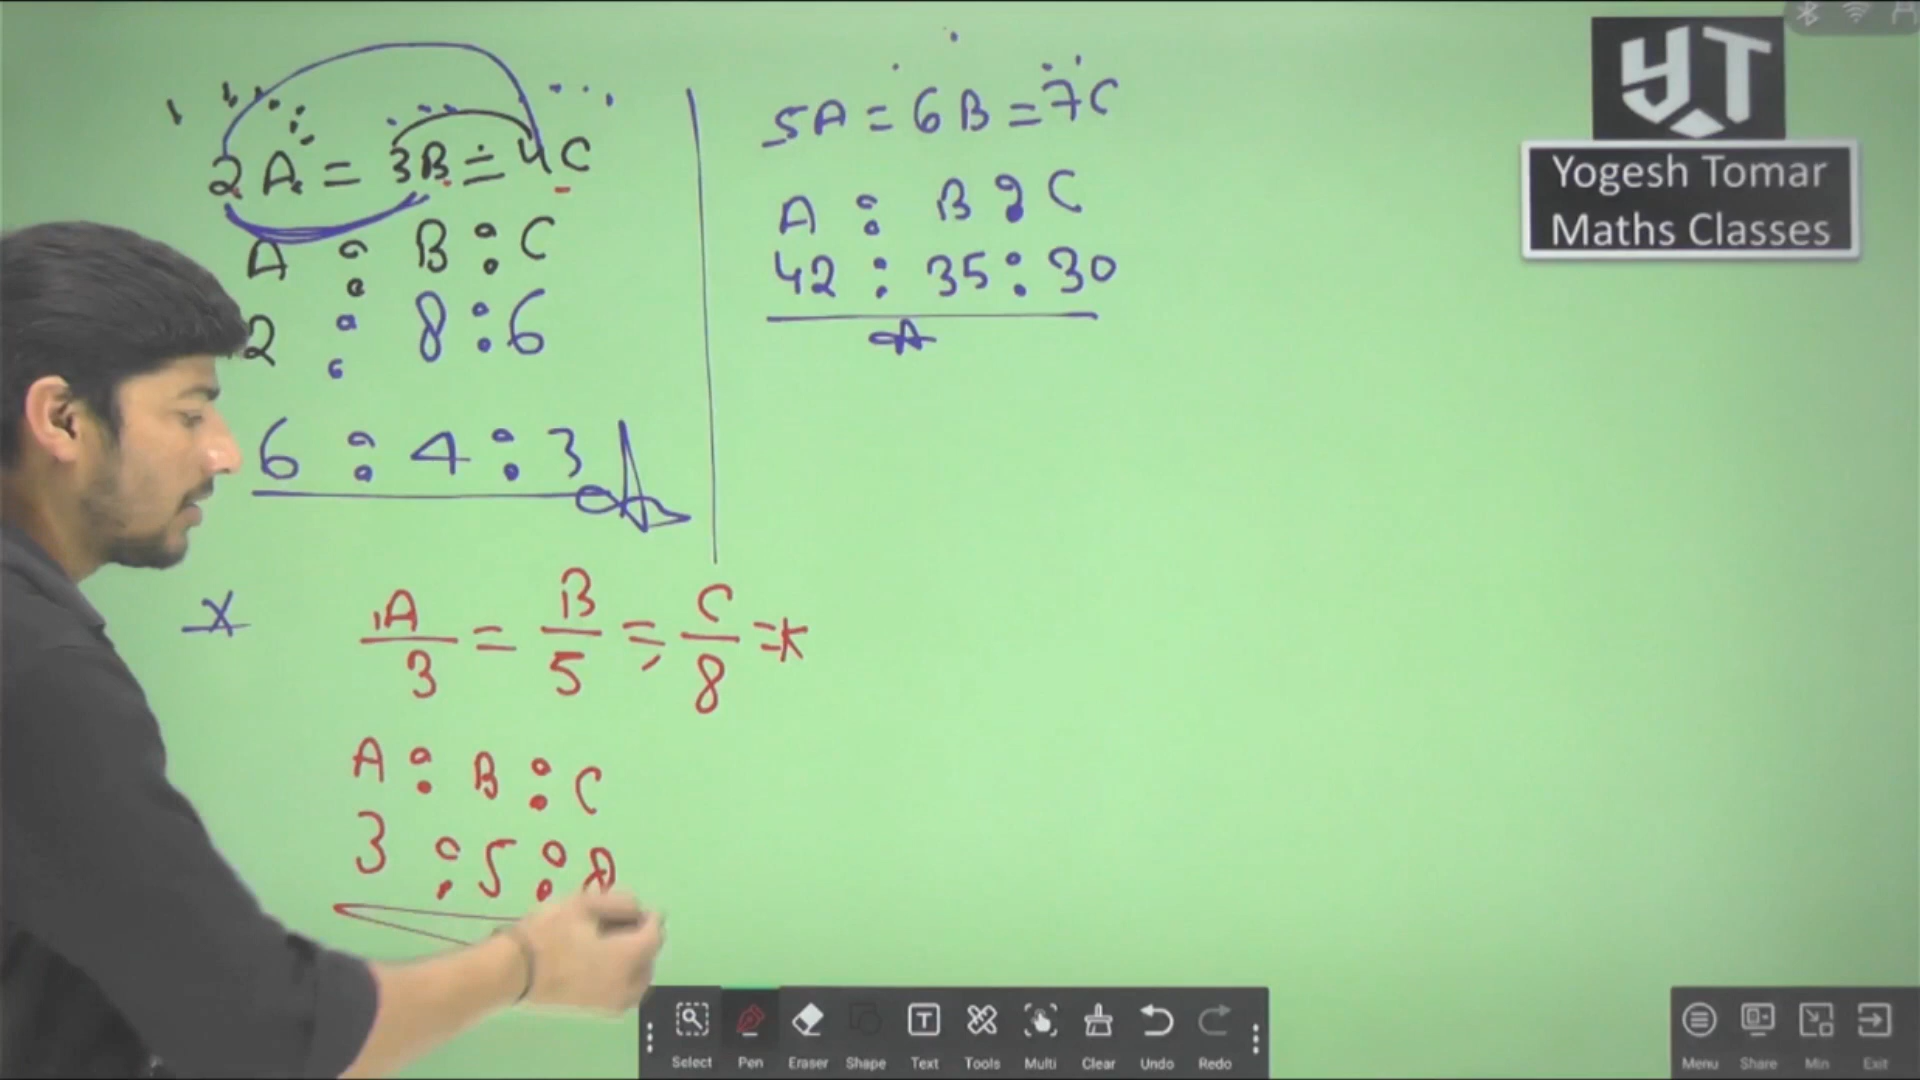 2A = 3B = 4C
A : B : C
2 : 8 : 6
6 : 4 : 3
5A = 6B = 7C
A : B : C
42 : 35 : 30
A/3 = B/5 = C/8 = K
A : B : C
3 : 5 : 8
YT
Yogesh Tomar
Maths Classes
Select Pen Eraser Shape Text Tools Multi Clear Undo Redo
Menu Share Min Exit